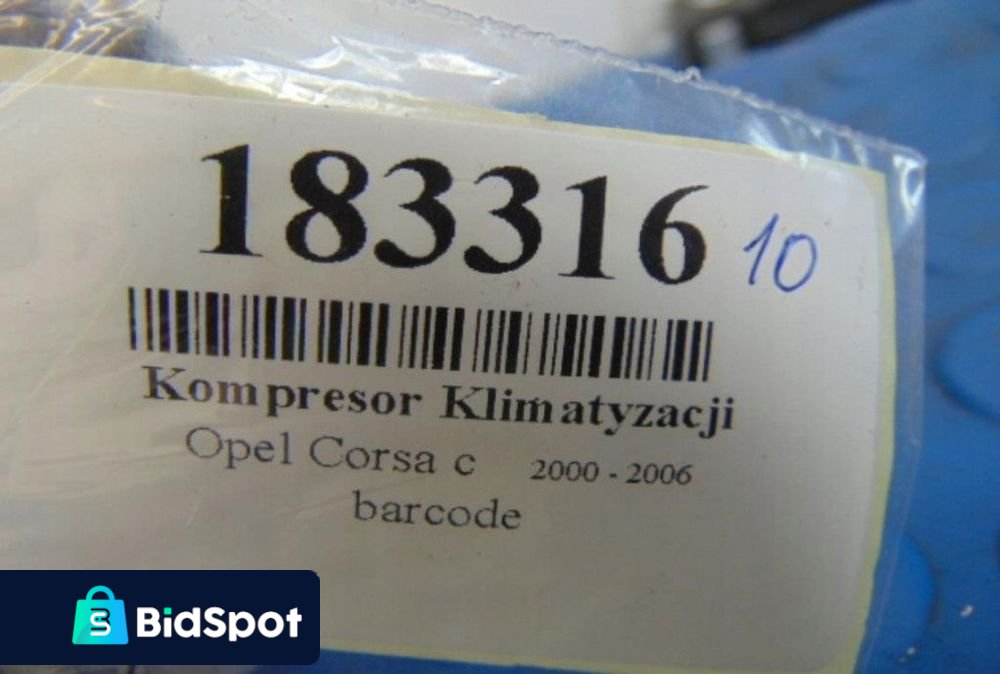 183316 10
Kompresor Klimatyzacji
Opel Corsa c 2000 - 2006
barcode
BidSpot